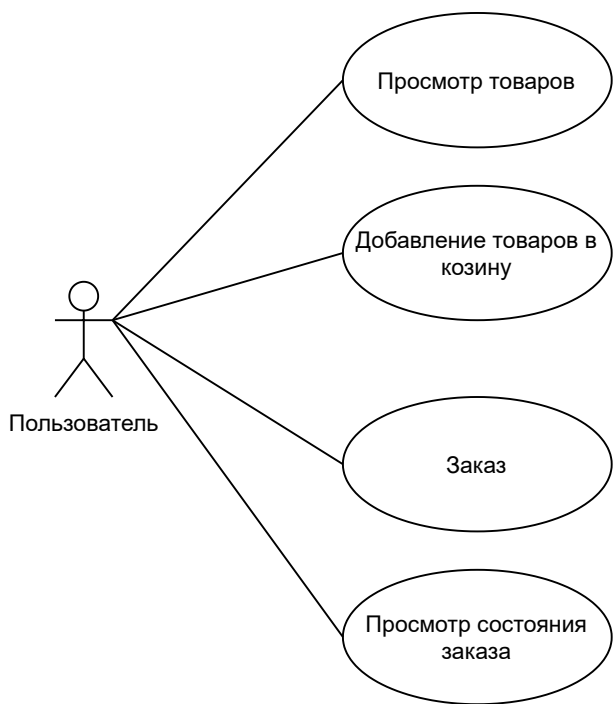 Просмотр товаров
Добавление товаров в
козину
Пользователь
Заказ
Просмотр состояния
заказа